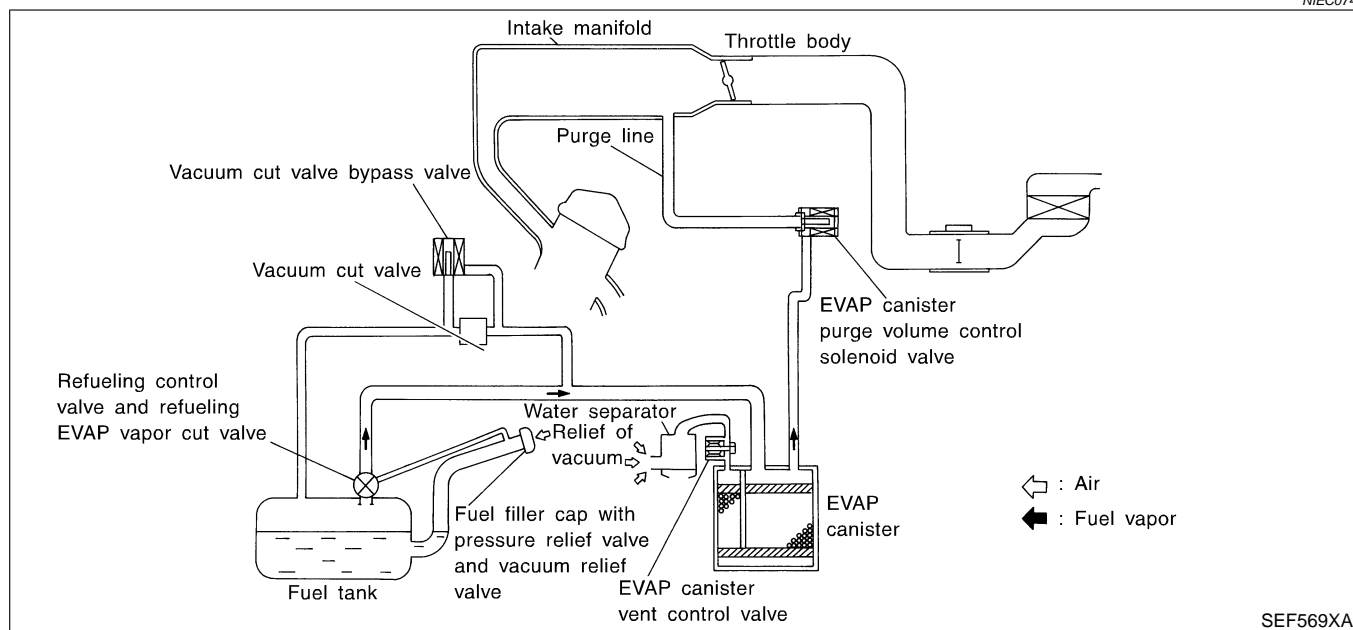 NIEC074
Intake manifold
Throttle body
Purge line
Vacuum cut valve bypass valve
Vacuum cut valve
EVAP canister
purge volume control
solenoid valve
Refueling control
valve and refueling
EVAP vapor cut valve
Water separator
Relief of
vacuum
: Air
: Fuel vapor
EVAP
canister
Fuel filler cap with
pressure relief valve
and vacuum relief
valve
Fuel tank
EVAP canister
vent control valve
SEF569XA